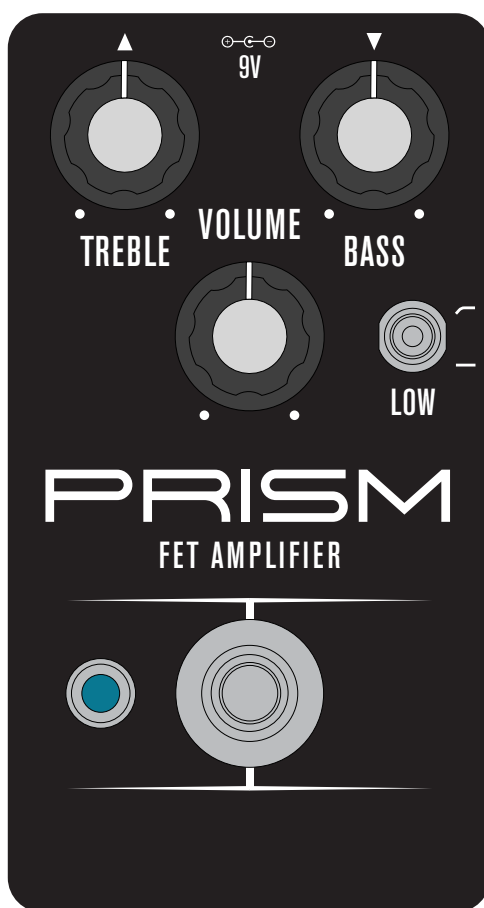 9V
VOLUME
TREBLE
BASS
LOW
PRISM
FET AMPLIFIER